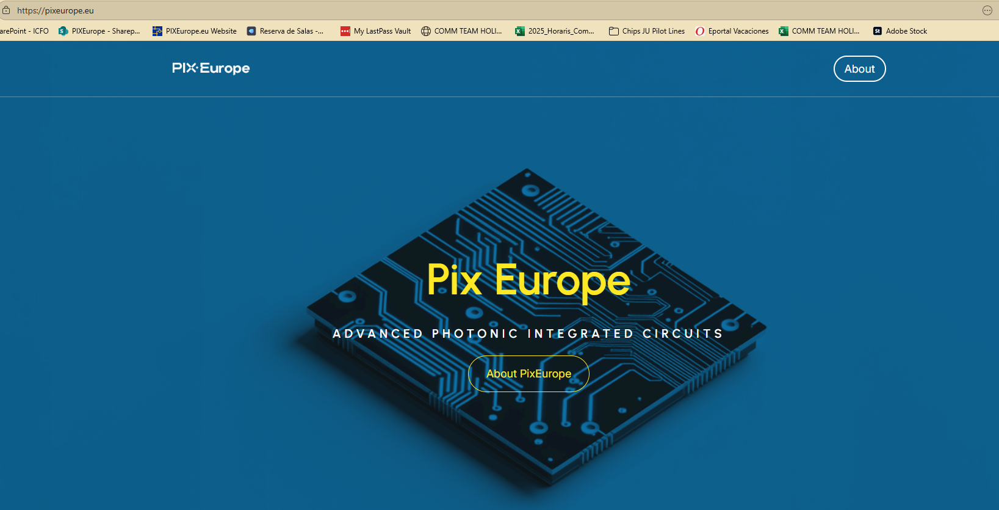 https://pixeurope.eu
arePoint - ICFO PIXEurope - Sharep... PIXEurope.eu Website Reserva de Salas -... My LastPass Vault COMM TEAM HOLI... 2025_Horaris_Com... Chips JU Pilot Lines Eportal Vacaciones COMM TEAM HOLI... Adobe Stock
PIX Europe About
Pix Europe
ADVANCED PHOTONIC INTEGRATED CIRCUITS
About PixEurope